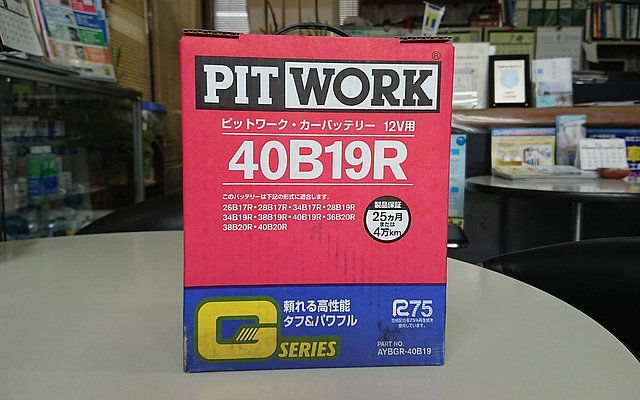 PIT WORK®
ピットワーク・カーバッテリー 12V用
40B19R
このバッテリーは下記の形式に適合します。
26B17R・28B17R・34B17R・28B19R
34B19R・38B19R・40B19R・36B20R
38B20R・40B20R
製品保証
25ヵ月
または
4万km
G SERIES
頼れる高性能
タフ&パワフル
R75
PART NO.
AYBGR-40B19